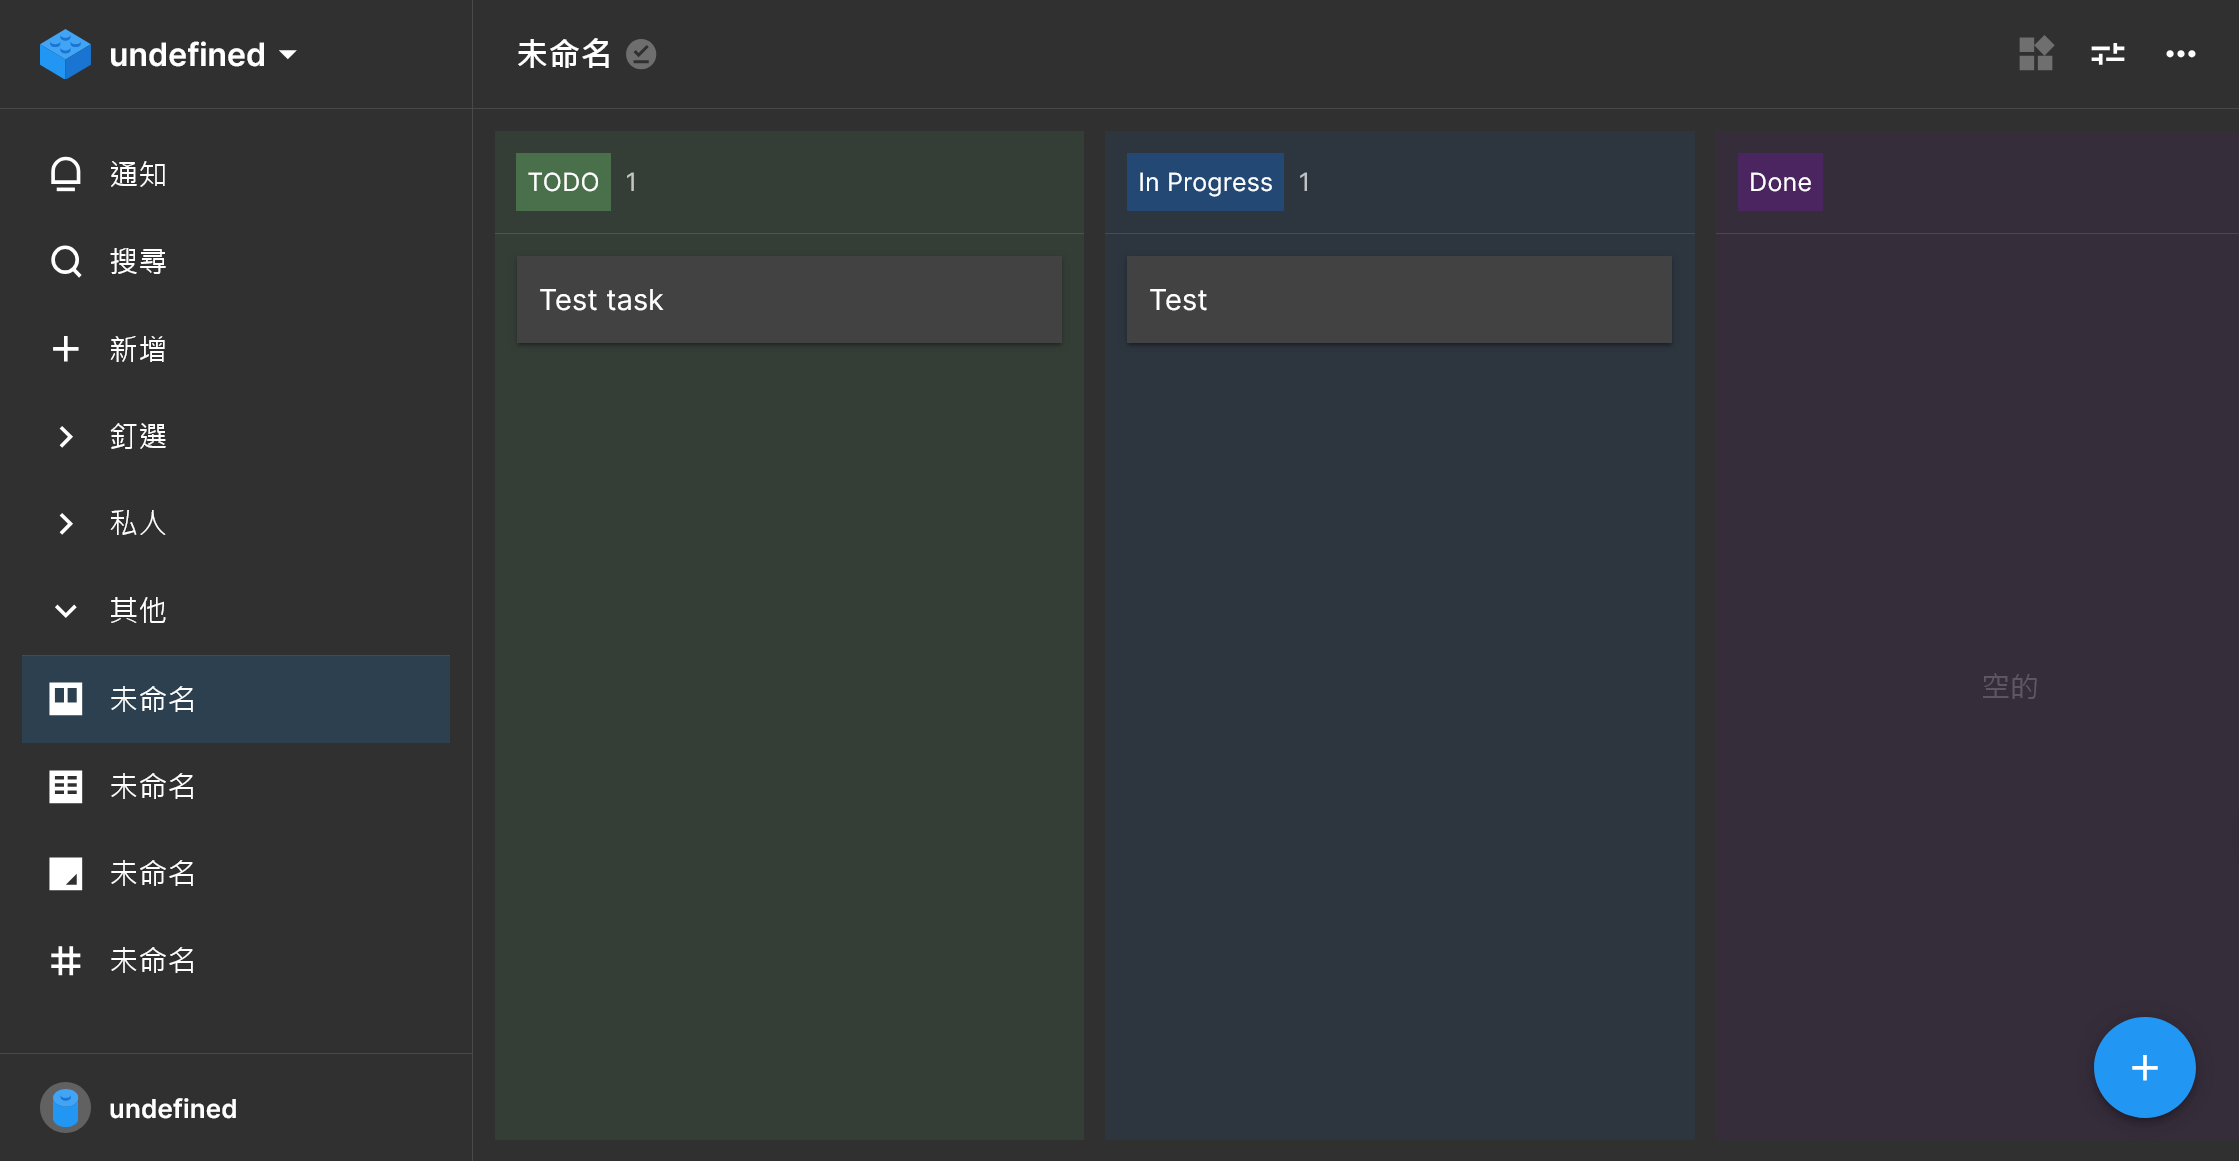 undefined
通知
搜尋
新增
釘選
私人
其他
未命名
未命名
未命名
未命名
undefined
未命名
TODO 1
Test task
In Progress 1
Test
Done
空的